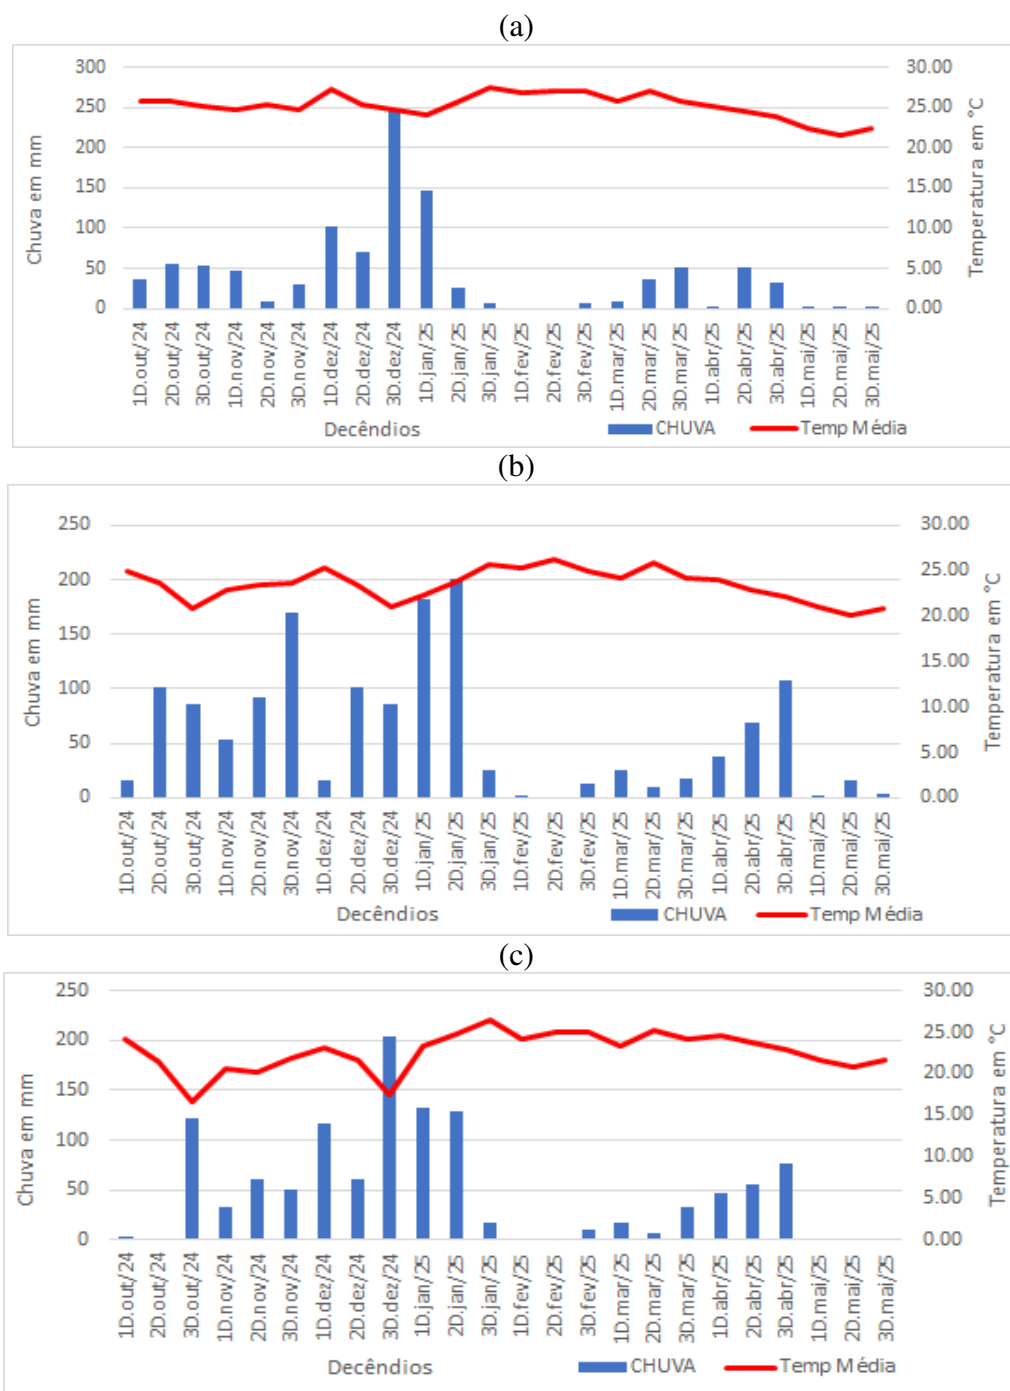 (a)
300
250
200
150
100
50
0
Chuva em mm
30.00
25.00
20.00
15.00
10.00
5.00
0.00
Temperatura em °C
1D.out/24
2D.out/24
3D.out/24
1D.nov/24
2D.nov/24
3D.nov/24
1D.dez/24
2D.dez/24
3D.dez/24
1D.jan/25
2D.jan/25
3D.jan/25
1D.fev/25
2D.fev/25
3D.fev/25
1D.mar/25
2D.mar/25
3D.mar/25
1D.abr/25
2D.abr/25
3D.abr/25
1D.mai/25
2D.mai/25
3D.mai/25
Decêndios
CHUVA
Temp Média
(b)
250
200
150
100
50
0
Chuva em mm
30.00
25.00
20.00
15.00
10.00
5.00
0.00
Temperatura em °C
1D.out/24
2D.out/24
3D.out/24
1D.nov/24
2D.nov/24
3D.nov/24
1D.dez/24
2D.dez/24
3D.dez/24
1D.jan/25
2D.jan/25
3D.jan/25
1D.fev/25
2D.fev/25
3D.fev/25
1D.mar/25
2D.mar/25
3D.mar/25
1D.abr/25
2D.abr/25
3D.abr/25
1D.mai/25
2D.mai/25
3D.mai/25
Decêndios
CHUVA
Temp Média
(c)
250
200
150
100
50
0
Chuva em mm
30.00
25.00
20.00
15.00
10.00
5.00
0.00
Temperatura em °C
1D.out/24
2D.out/24
3D.out/24
1D.nov/24
2D.nov/24
3D.nov/24
1D.dez/24
2D.dez/24
3D.dez/24
1D.jan/25
2D.jan/25
3D.jan/25
1D.fev/25
2D.fev/25
3D.fev/25
1D.mar/25
2D.mar/25
3D.mar/25
1D.abr/25
2D.abr/25
3D.abr/25
1D.mai/25
2D.mai/25
3D.mai/25
Decêndios
CHUVA
Temp Média